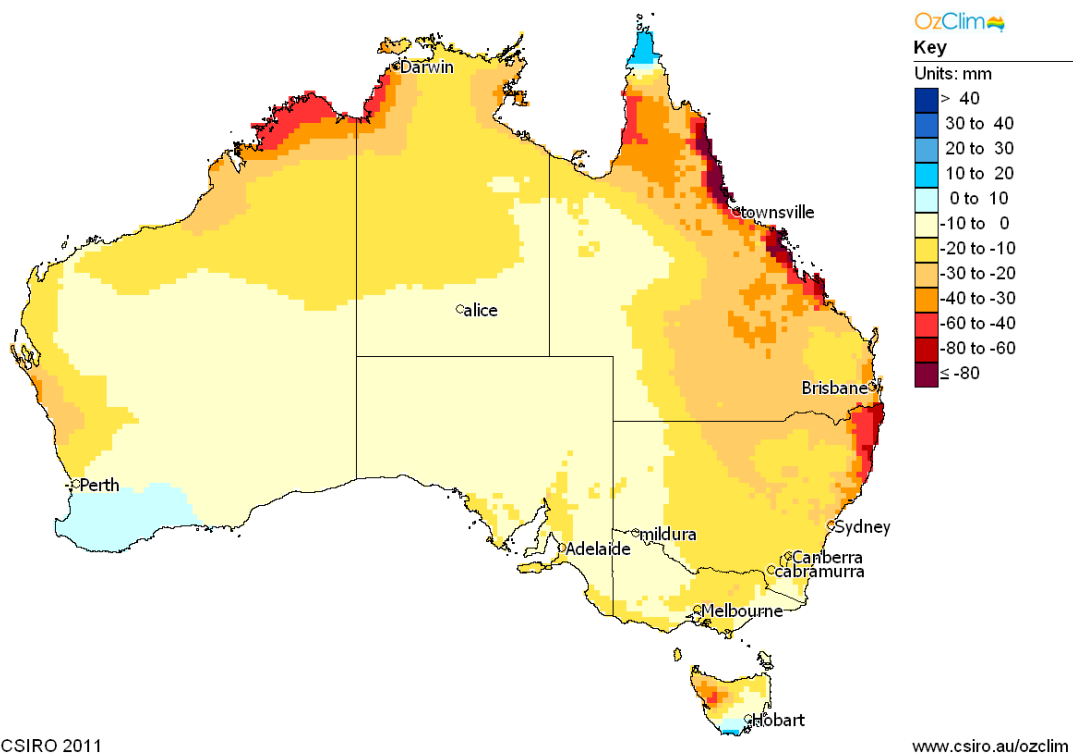 OzClim
Key
Units: mm
> 40
30 to 40
20 to 30
10 to 20
0 to 10
-10 to 0
-20 to -10
-30 to -20
-40 to -30
-60 to -40
-80 to -60
≤ -80
Darwin
townsville
alice
Brisbane
Perth
Sydney
mildura
Adelaide
Canberra
cabramurra
Melbourne
Hobart
CSIRO 2011
www.csiro.au/ozclim